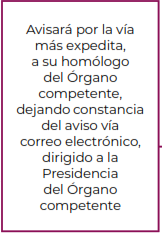 Avisará por la vía
más expedita,
a su homólogo
del Órgano
competente,
dejando constancia
del aviso vía
correo electrónico,
dirigido a la
Presidencia
del Órgano
competente